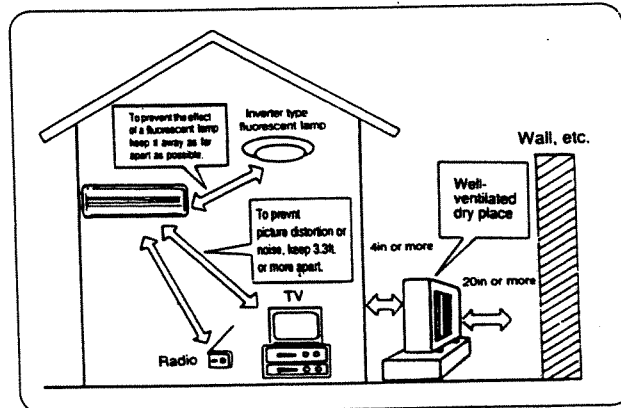 To prevent the effect
of a fluorescent lamp
keep it away as far
apart as possible.
Inverter type
fluorescent lamp
Wall, etc.
Well-
ventilated
dry place
To prevnt
picture distortion or
noise, keep 3.3ft.
or more apart.
4in or more
20in or more
TV
Radio